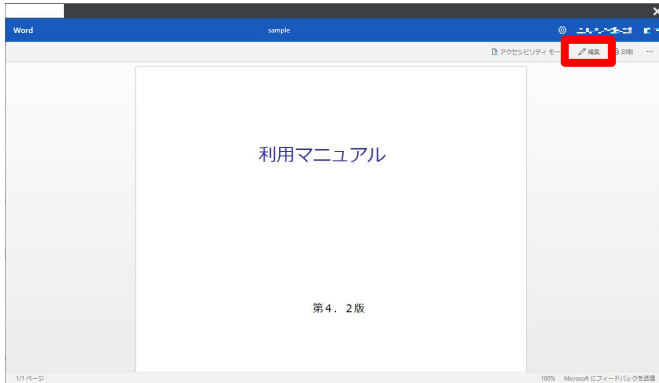 Word
sample
アクセシビリティ モー
編集
印刷
…
利用マニュアル
第4．2版
1/1 ページ
100%
Microsoft にフィードバックを送信